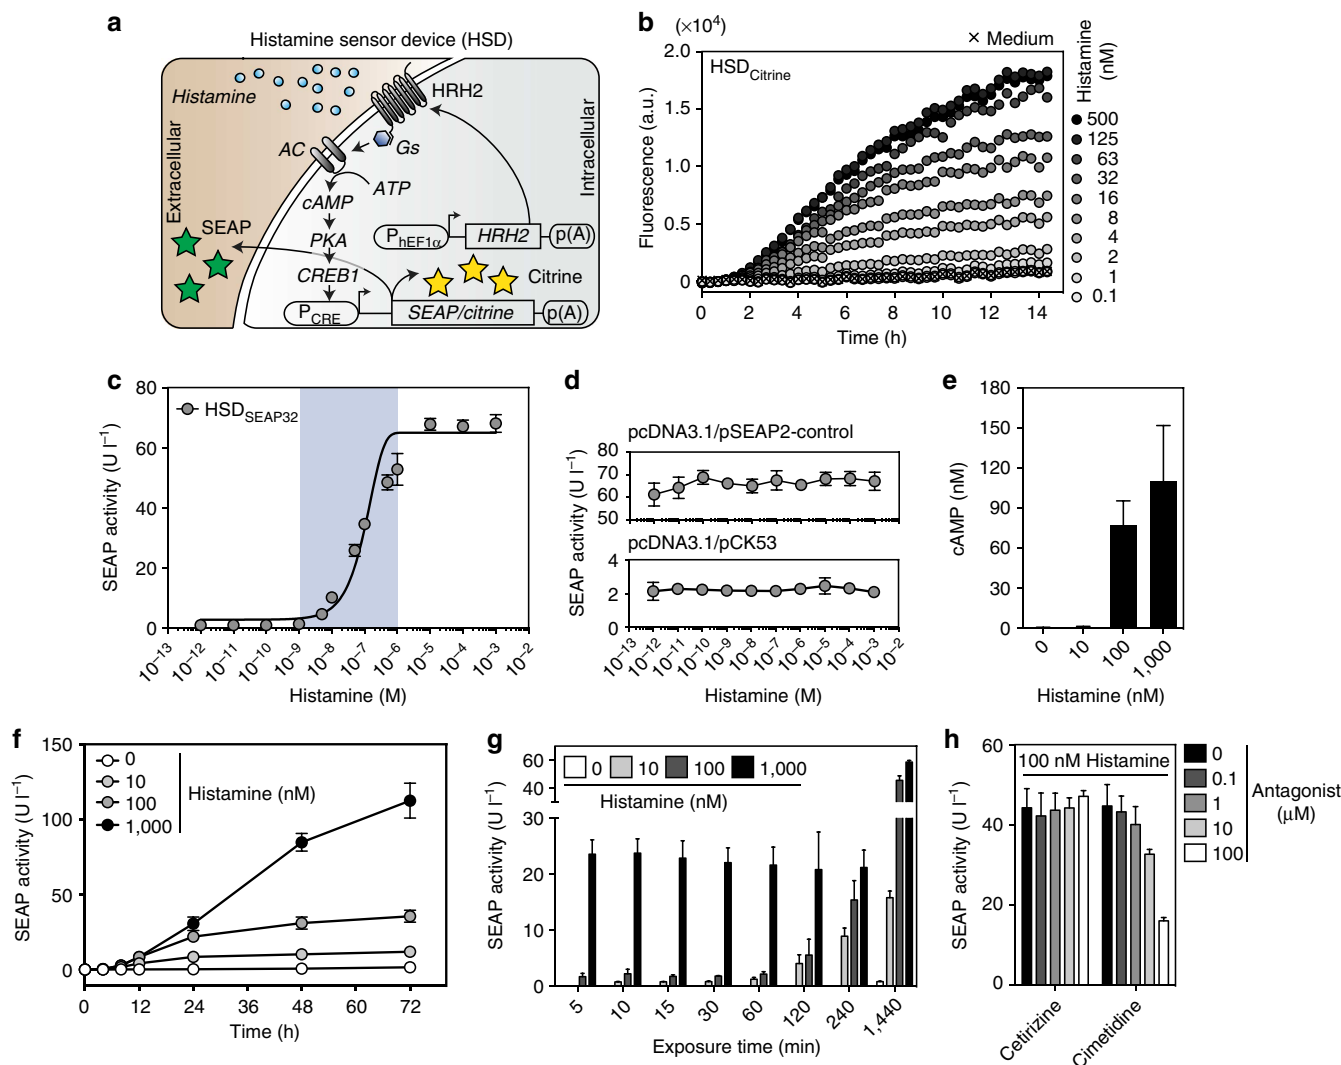 a
Histamine sensor device (HSD)
Histamine
HRH2
AC
Gs
Extracellular
Intracellular
ATP
cAMP
SEAP
PKA
P hEF1α
HRH2
p(A)
CREB1
Citrine
P CRE
SEAP/citrine
p(A)
b
(×10⁴)
× Medium
HSD Citrine
Fluorescence (a.u.)
2.0
1.5
1.0
0.5
0
0 2 4 6 8 10 12 14
Time (h)
Histamine (nM)
500
125
63
32
16
8
4
2
1
0.1
c
HSD SEAP32
SEAP activity (U l⁻¹)
80
60
40
20
0
10⁻¹³ 10⁻¹² 10⁻¹¹ 10⁻¹⁰ 10⁻⁹ 10⁻⁸ 10⁻⁷ 10⁻⁶ 10⁻⁵ 10⁻⁴ 10⁻³ 10⁻²
Histamine (M)
d
pcDNA3.1/pSEAP2-control
80
70
60
50
pcDNA3.1/pCK53
4
2
0
SEAP activity (U l⁻¹)
10⁻¹³ 10⁻¹² 10⁻¹¹ 10⁻¹⁰ 10⁻⁹ 10⁻⁸ 10⁻⁷ 10⁻⁶ 10⁻⁵ 10⁻⁴ 10⁻³ 10⁻²
Histamine (M)
e
cAMP (nM)
180
150
120
90
60
30
0
0 10 100 1,000
Histamine (nM)
f
SEAP activity (U l⁻¹)
150
100
50
0
0
10
100
1,000
Histamine (nM)
0 12 24 36 48 60 72
Time (h)
g
SEAP activity (U l⁻¹)
60
40
30
20
10
0
0 10 100 1,000
Histamine (nM)
5 10 15 30 60 120 240 1,440
Exposure time (min)
h
SEAP activity (U l⁻¹)
60
40
20
0
100 nM Histamine
Cetirizine Cimetidine
0
0.1
1
10
100
Antagonist (μM)